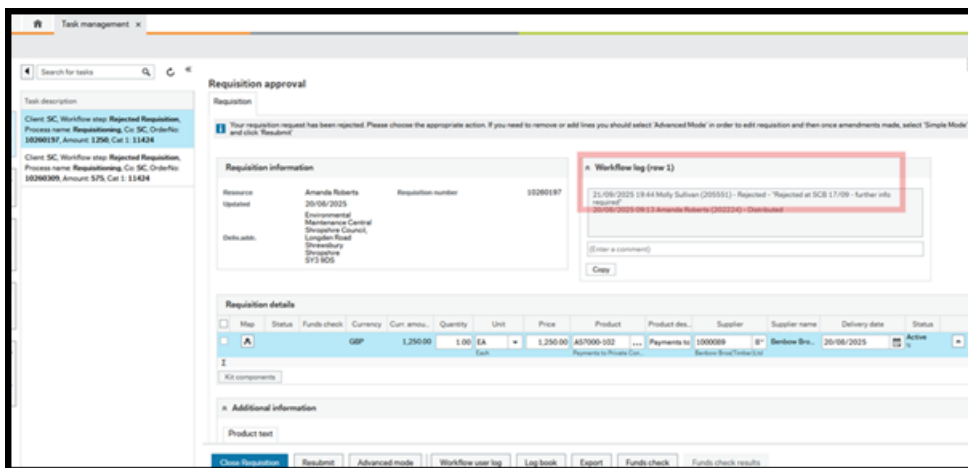 Task management ×
Search for tasks
Task description
Client: SC, Workflow step: Rejected Requisition,
Process name: Requisitioning, Co: SC, OrderNo:
10260197, Amount: 1250, Cat 1: 11424
Client: SC, Workflow step: Rejected Requisition,
Process name: Requisitioning, Co: SC, OrderNo:
10260309, Amount: 575, Cat 1: 11424
Requisition approval
Requisition
Your requisition request has been rejected. Please choose the appropriate action. If you need to remove or add lines you should select 'Advanced Mode' in order to edit requisition and then once amendments made, select 'Simple Mode'
and click 'Resubmit'
Requisition information
Resource Amanda Roberts Requisition number 10260197
Updated 20/08/2025
Deliv.addr. Environmental
Maintenance Central
Shropshire Council,
Longden Road
Shrewsbury
Shropshire
SY3 9DS
Workflow log (row 1)
21/09/2025 19:44 Molly Sullivan (205551) - Rejected - "Rejected at SCB 17/09 - further info
required"
20/08/2025 09:13 Amanda Roberts (202224) - Distributed
(Enter a comment)
Copy
Requisition details
Map Status Funds check Currency Curr. amou... Quantity Unit Price Product Product des... Supplier Supplier name Delivery date Status
GBP 1,250.00 1.00 EA 1,250.00 A57000-102 ... Payments to 1000089 Benbow Bro... 20/08/2025 Active
Each Payments to Private Con... Benbow Bros(Timber)Ltd
Σ
Kit components
Additional information
Product text
Close Requisition Resubmit Advanced mode Workflow user log Log book Export Funds check Funds check results